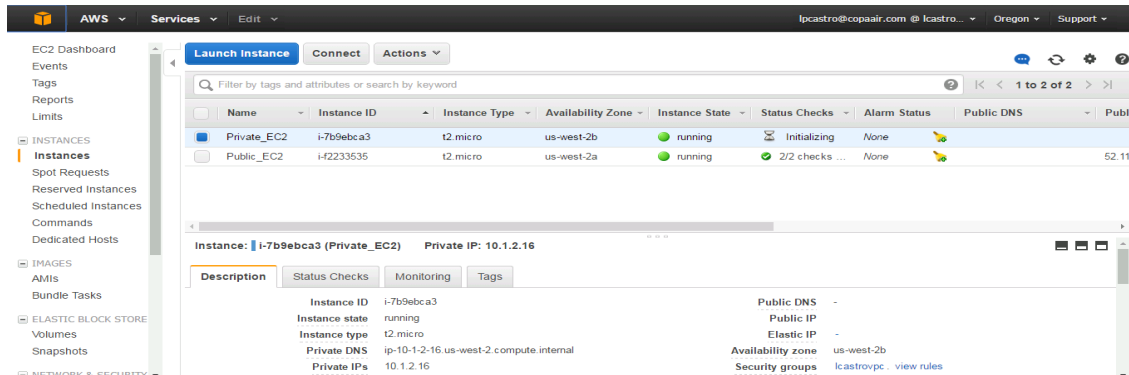 AWS Services Edit lpcastro@copaair.com @ lcastro... Oregon Support
EC2 Dashboard
Events
Tags
Reports
Limits
INSTANCES
Instances
Spot Requests
Reserved Instances
Scheduled Instances
Commands
Dedicated Hosts
IMAGES
AMIs
Bundle Tasks
ELASTIC BLOCK STORE
Volumes
Snapshots
NETWORK & SECURITY
Launch Instance Connect Actions
Filter by tags and attributes or search by keyword 1 to 2 of 2
Name Instance ID Instance Type Availability Zone Instance State Status Checks Alarm Status Public DNS Publ
Private_EC2 i-7b9ebca3 t2.micro us-west-2b running Initializing None
Public_EC2 i-f2233535 t2.micro us-west-2a running 2/2 checks ... None 52.11
Instance: i-7b9ebca3 (Private_EC2) Private IP: 10.1.2.16
Description Status Checks Monitoring Tags
Instance ID i-7b9ebca3 Public DNS -
Instance state running Public IP
Instance type t2.micro Elastic IP -
Private DNS ip-10-1-2-16.us-west-2.compute.internal Availability zone us-west-2b
Private IPs 10.1.2.16 Security groups lcastrovpc. view rules